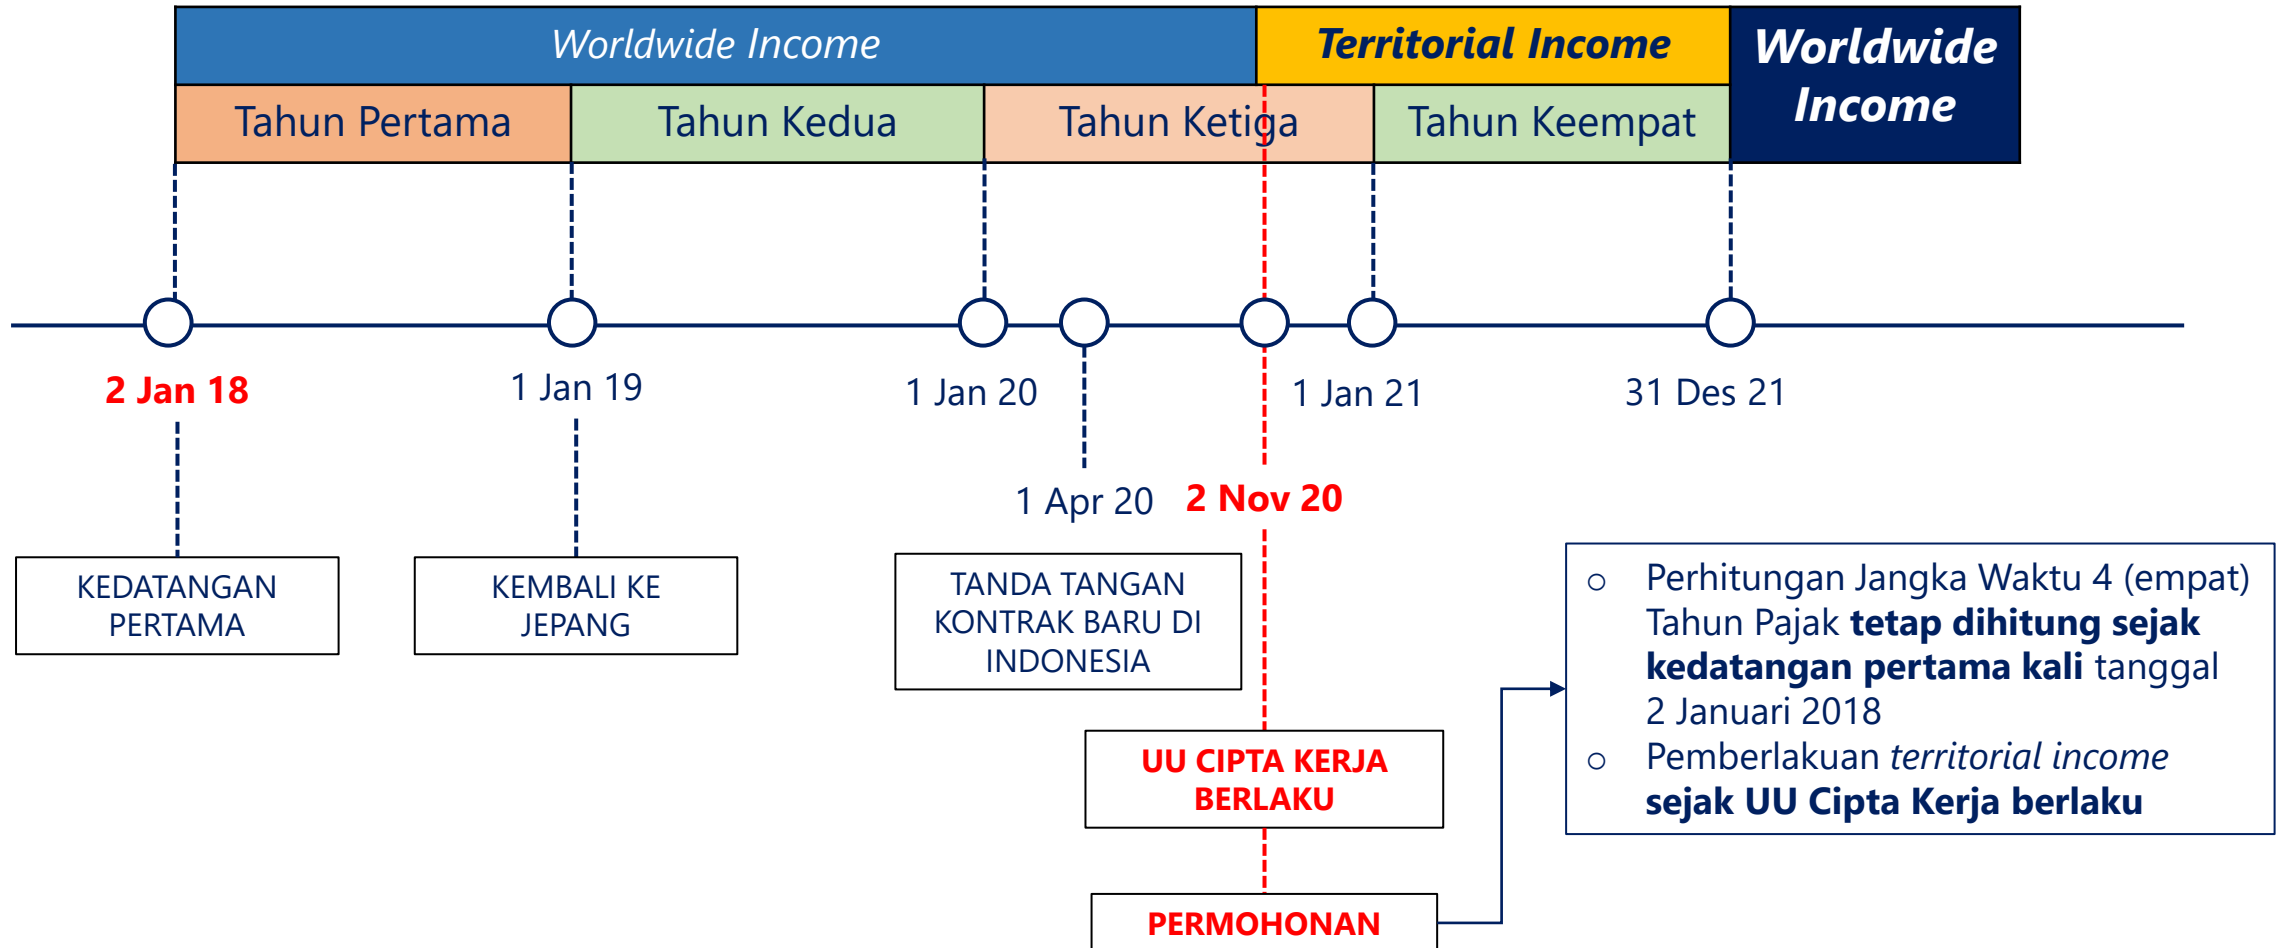 Worldwide Income
Territorial Income
Worldwide
Income
Tahun Pertama
Tahun Kedua
Tahun Ketiga
Tahun Keempat
2 Jan 18
1 Jan 19
1 Jan 20
1 Jan 21
31 Des 21
1 Apr 20
2 Nov 20
KEDATANGAN
PERTAMA
KEMBALI KE
JEPANG
TANDA TANGAN
KONTRAK BARU DI
INDONESIA
UU CIPTA KERJA
BERLAKU
PERMOHONAN
o Perhitungan Jangka Waktu 4 (empat)
Tahun Pajak tetap dihitung sejak
kedatangan pertama kali tanggal
2 Januari 2018
o Pemberlakuan territorial income
sejak UU Cipta Kerja berlaku